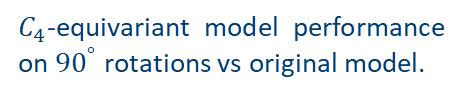 C₄-equivariant model performance
on 90° rotations vs original model.